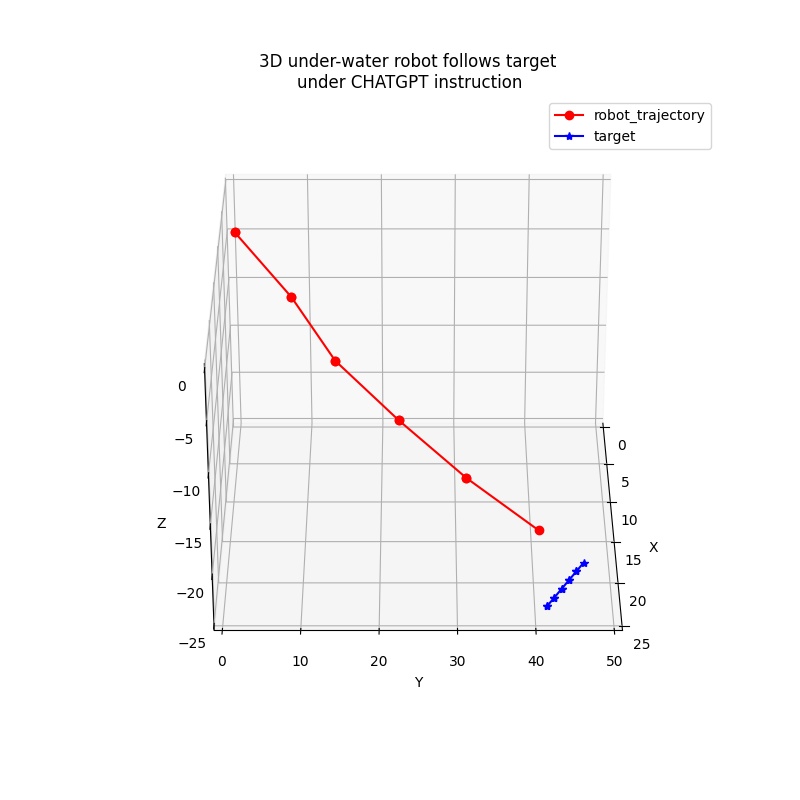 3D under-water robot follows target
under CHATGPT instruction
robot_trajectory
target
0
−5
−10
−15
−20
−25
Z
0
5
10
15
20
25
X
0
10
20
30
40
50
Y